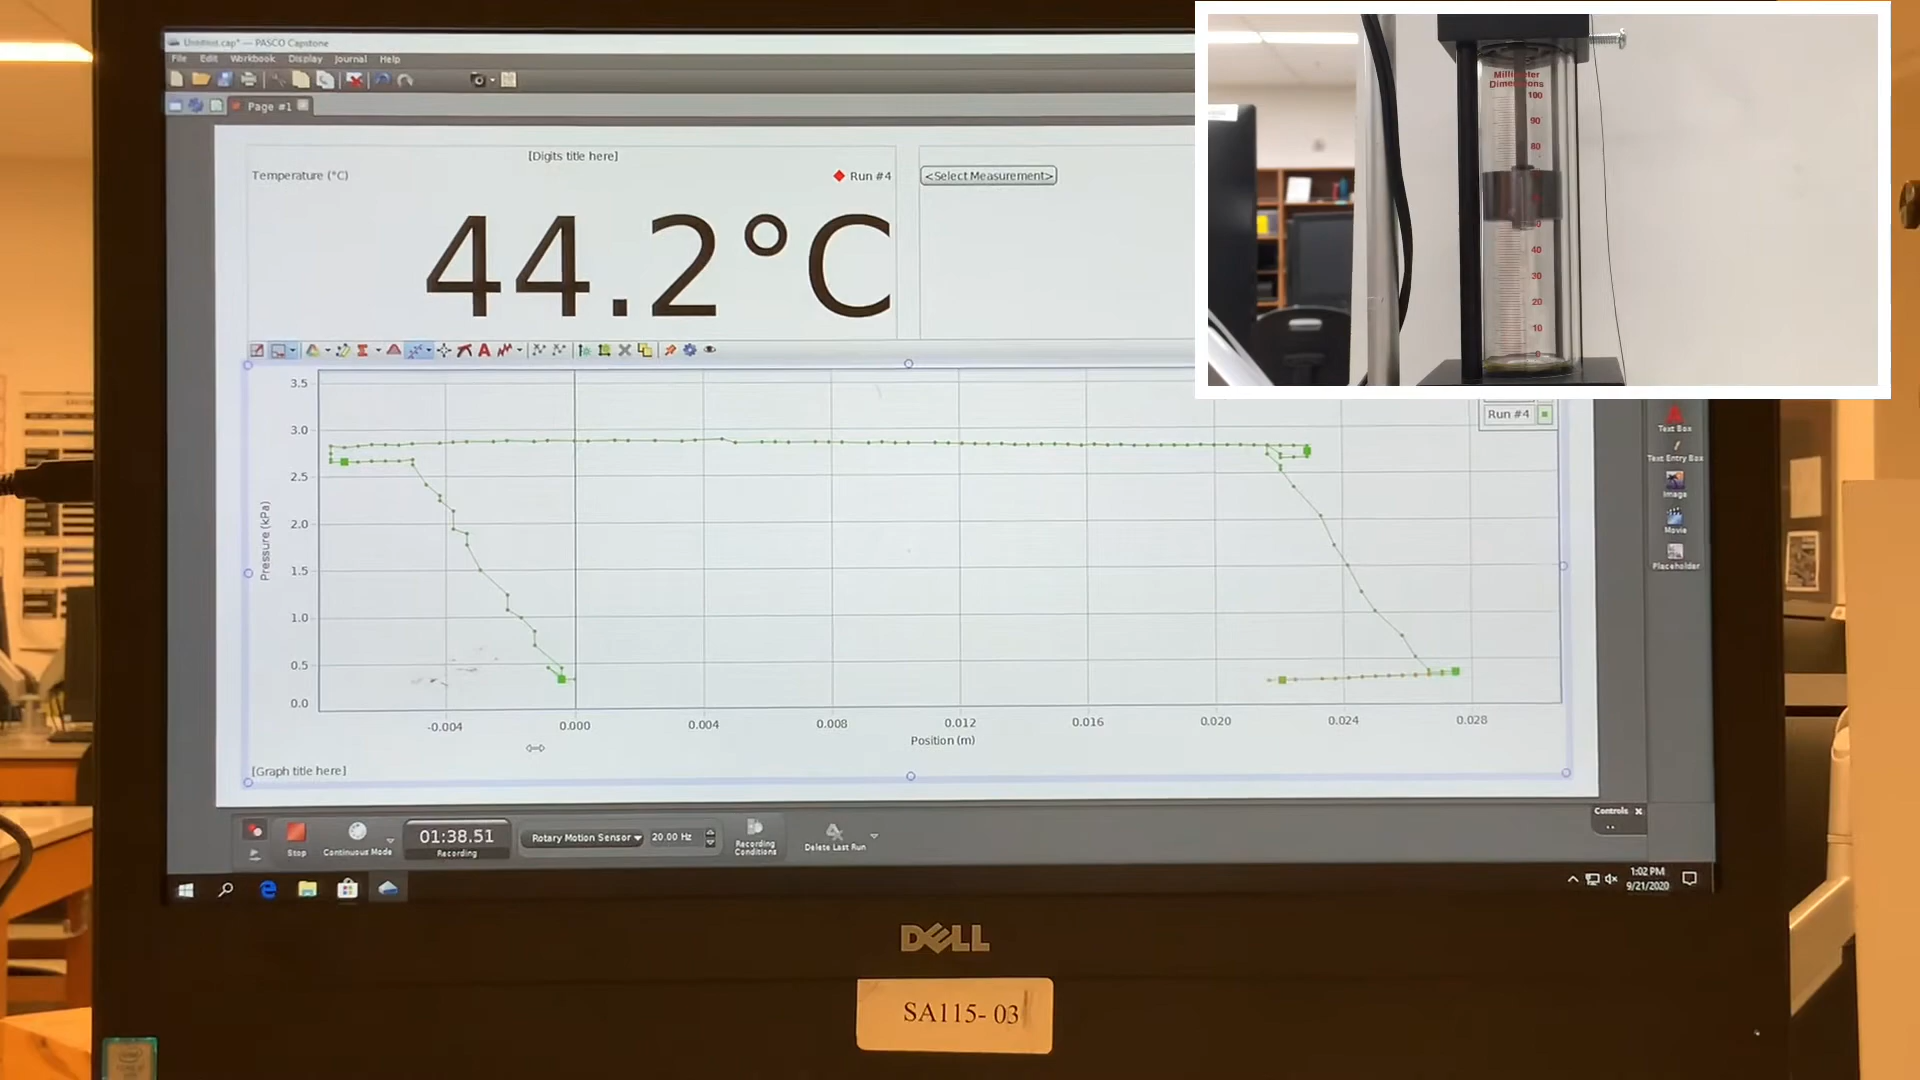 Untitled.cap* — PASCO Capstone
File Edit Workbook Display Journal Help
Page #1
[Digits title here]
Temperature (°C)
Run #4
<Select Measurement>
44.2°C
Millimeter
Dimensions
100
90
80
40
30
20
10
0
3.5
3.0
2.5
2.0
1.5
1.0
0.5
0.0
Pressure (kPa)
Run #4
-0.004 0.000 0.004 0.008 0.012 0.016 0.020 0.024 0.028
Position (m)
[Graph title here]
Text Box
Text Entry Box
Image
Movie
Placeholder
Controls
Stop
Continuous Mode
01:38.51
Recording
Rotary Motion Sensor
20.00 Hz
Recording
Conditions
Delete Last Run
1:02 PM
9/21/2020
DELL
SA115- 03